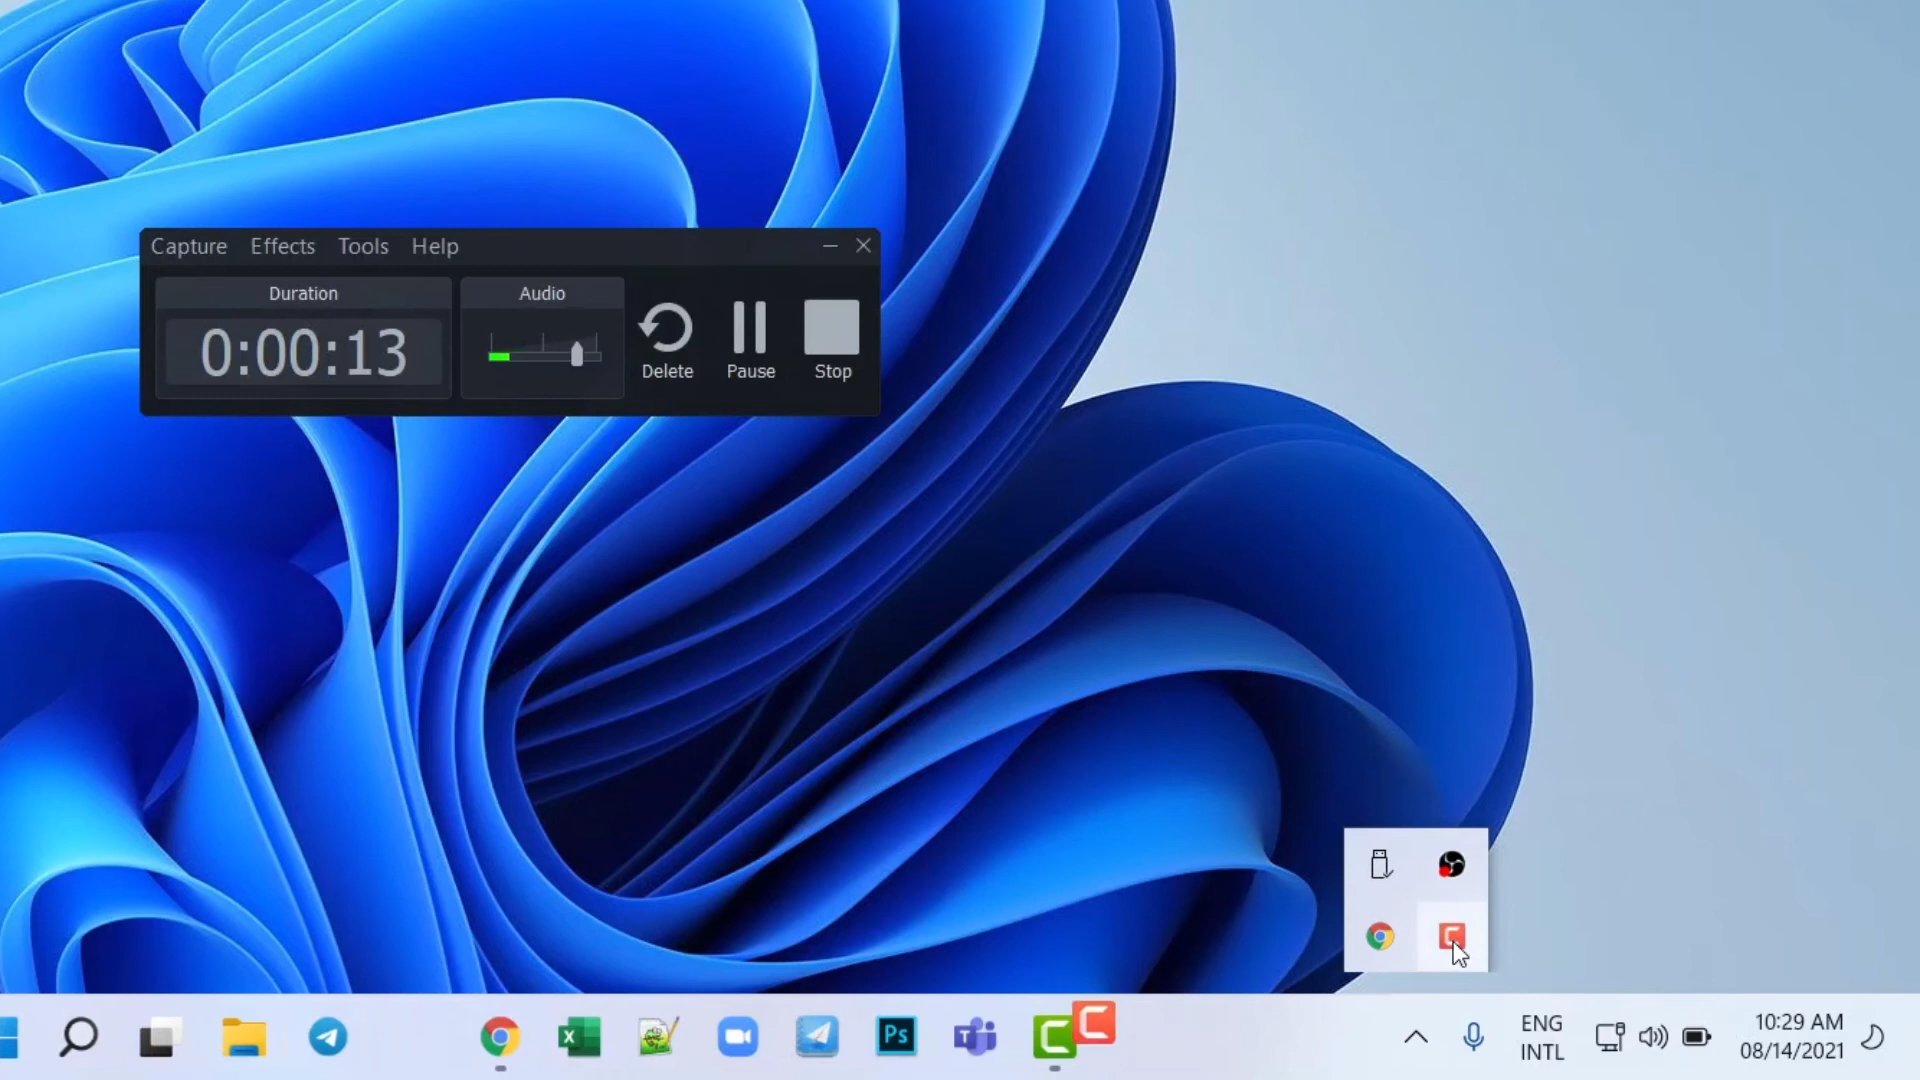 Capture Effects Tools Help
Duration
Audio
0:00:13
Delete
Pause
Stop
Ps
ENG
INTL
10:29 AM
08/14/2021